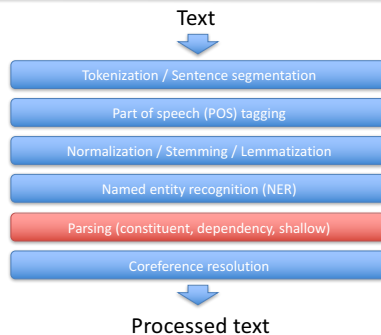 Text
Tokenization / Sentence segmentation
Part of speech (POS) tagging
Normalization / Stemming / Lemmatization
Named entity recognition (NER)
Parsing (constituent, dependency, shallow)
Coreference resolution
Processed text